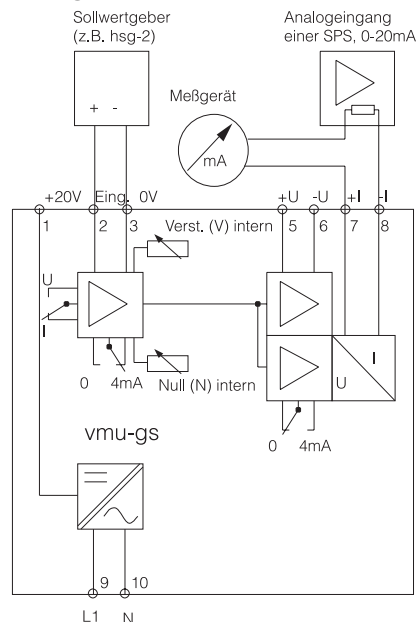 Sollwertgeber
(z.B. hsg-2)
Analogeingang
einer SPS, 0-20mA
+ -
Meßgerät
mA
+20V Eing. 0V
+U -U +I -I
1 2 3 Verst. (V) intern 5 6 7 8
U
I
0 4mA
Null (N) intern
U I
0 4mA
vmu-gs
9 10
L1 N